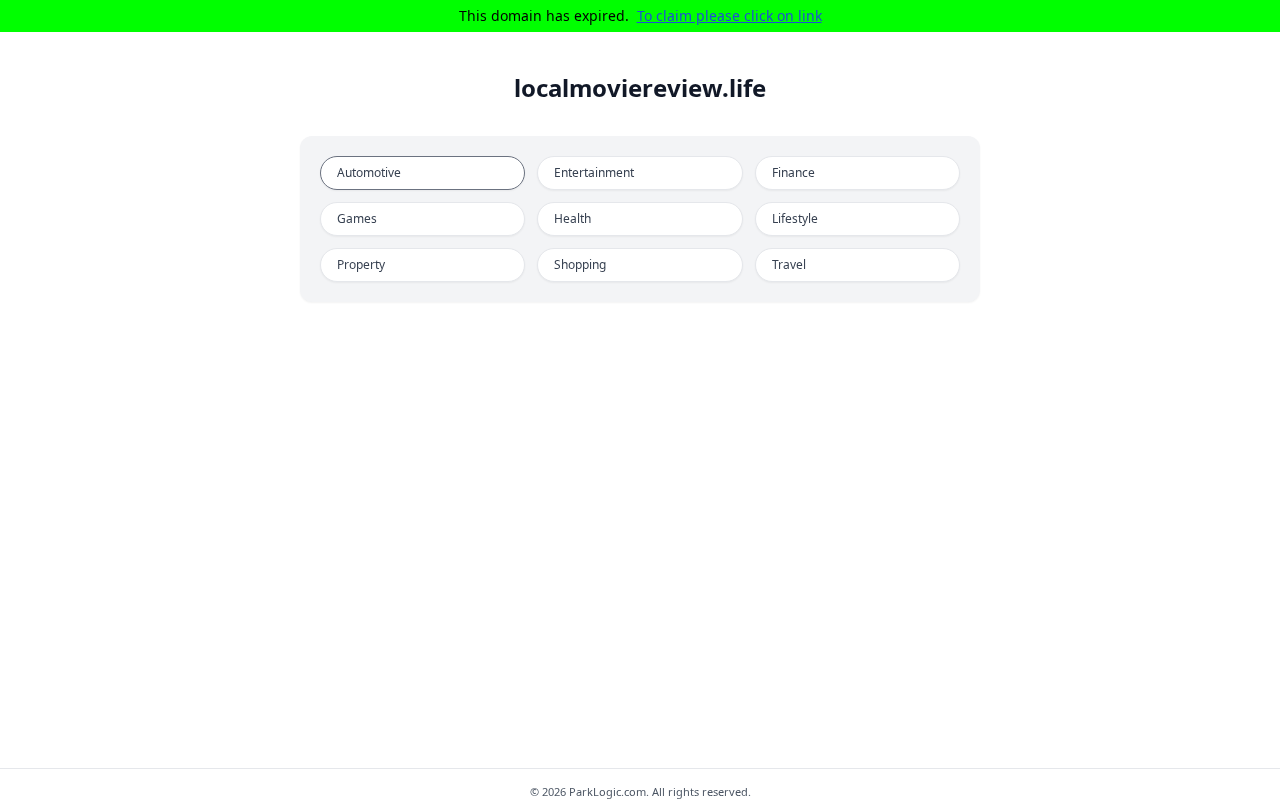 This domain has expired. To claim please click on link
localmoviereview.life
Automotive Entertainment Finance
Games Health Lifestyle
Property Shopping Travel
© 2026 ParkLogic.com. All rights reserved.